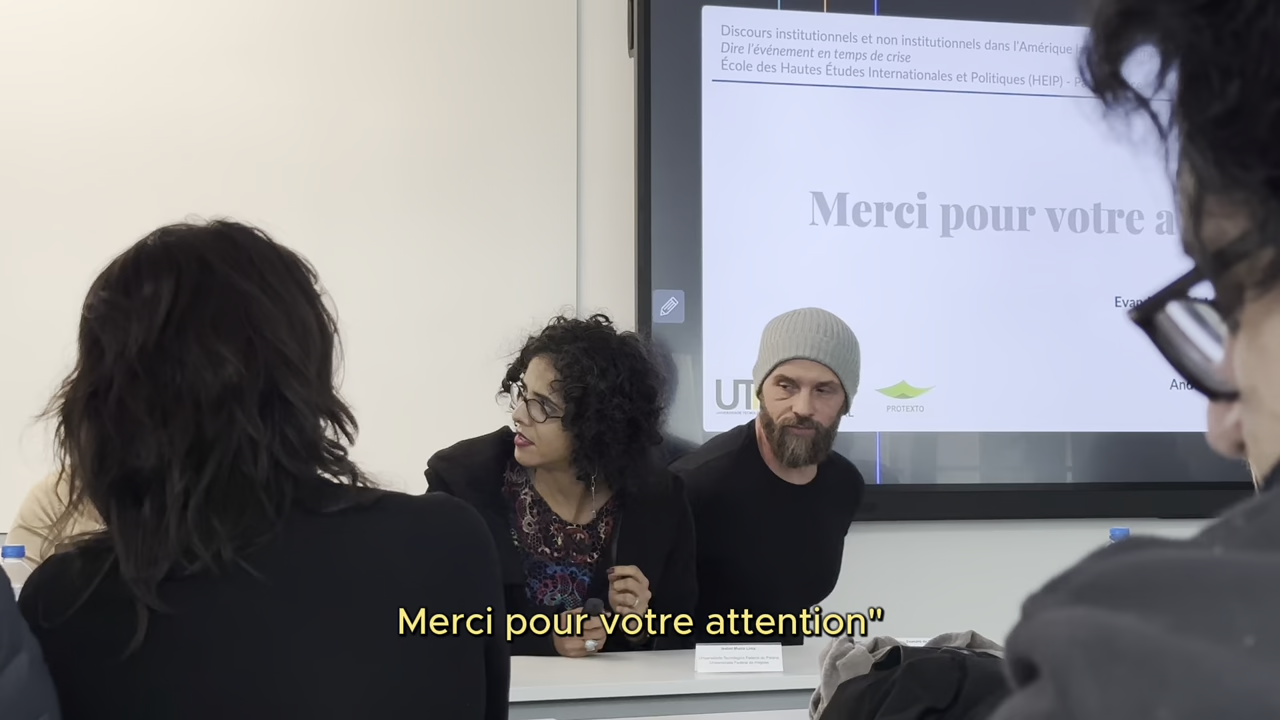 Discours institutionnels et non institutionnels dans l'Amérique
Dire l'événement en temps de crise
École des Hautes Études Internationales et Politiques (HEIP) -
Merci pour votre
UT
PROTEXTO
Merci pour votre attention"